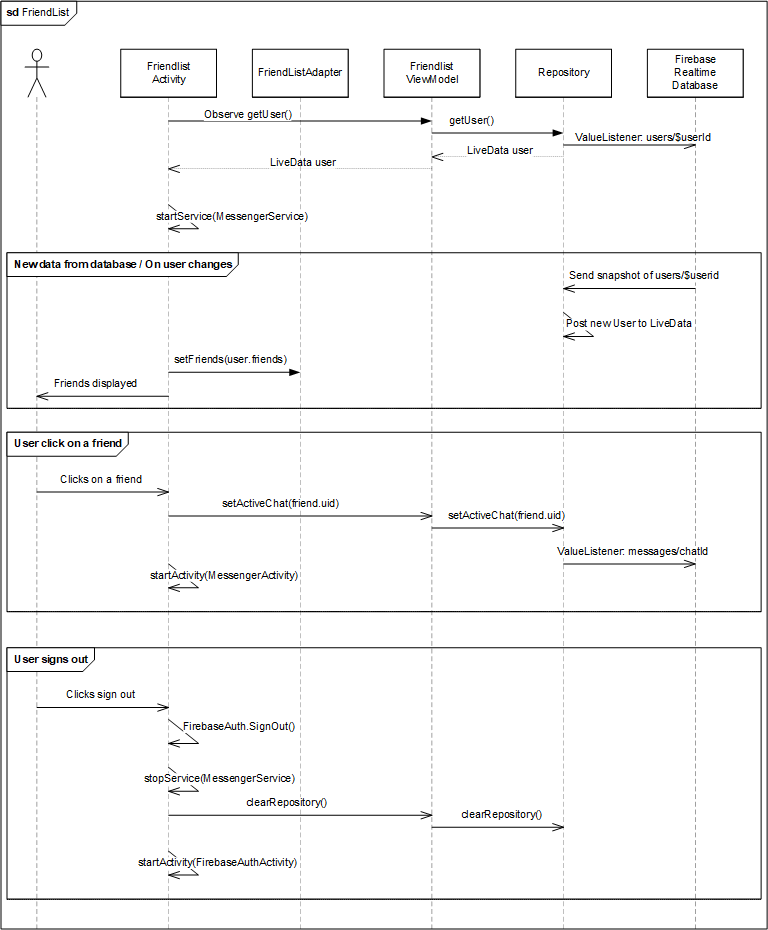 sd FriendList
Friendlist
Activity
FriendListAdapter
Friendlist
ViewModel
Repository
Firebase
Realtime
Database
Observe getUser()
getUser()
ValueListener: users/$userId
LiveData user
LiveData user
startService(MessengerService)
New data from database / On user changes
Send snapshot of users/$userid
Post new User to LiveData
setFriends(user.friends)
Friends displayed
User click on a friend
Clicks on a friend
setActiveChat(friend.uid)
setActiveChat(friend.uid)
ValueListener: messages/chatId
startActivity(MessengerActivity)
User signs out
Clicks sign out
FirebaseAuth.SignOut()
stopService(MessengerService)
clearRepository()
clearRepository()
startActivity(FirebaseAuthActivity)